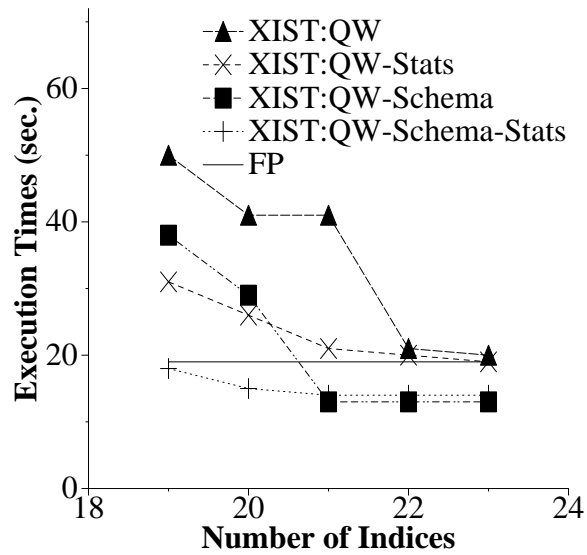 XIST:QW
XIST:QW-Stats
XIST:QW-Schema
XIST:QW-Schema-Stats
FP
Execution Times (sec.)
60
40
20
0
18
20
22
24
Number of Indices